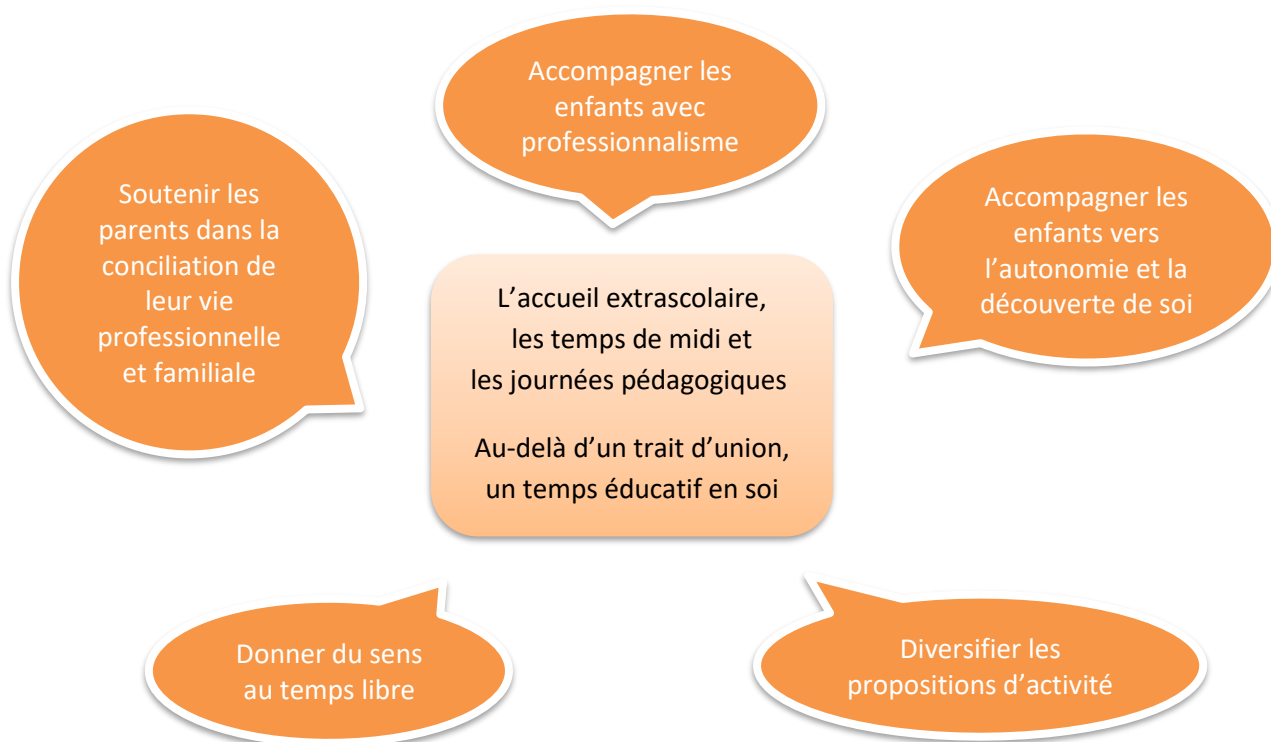 Accompagner les
enfants avec
professionnalisme
Soutenir les
parents dans la
conciliation de
leur vie
professionnelle
et familiale
Accompagner les
enfants vers
l’autonomie et la
découverte de soi
L’accueil extrascolaire,
les temps de midi et
les journées pédagogiques
Au-delà d’un trait d’union,
un temps éducatif en soi
Donner du sens
au temps libre
Diversifier les
propositions d’activité